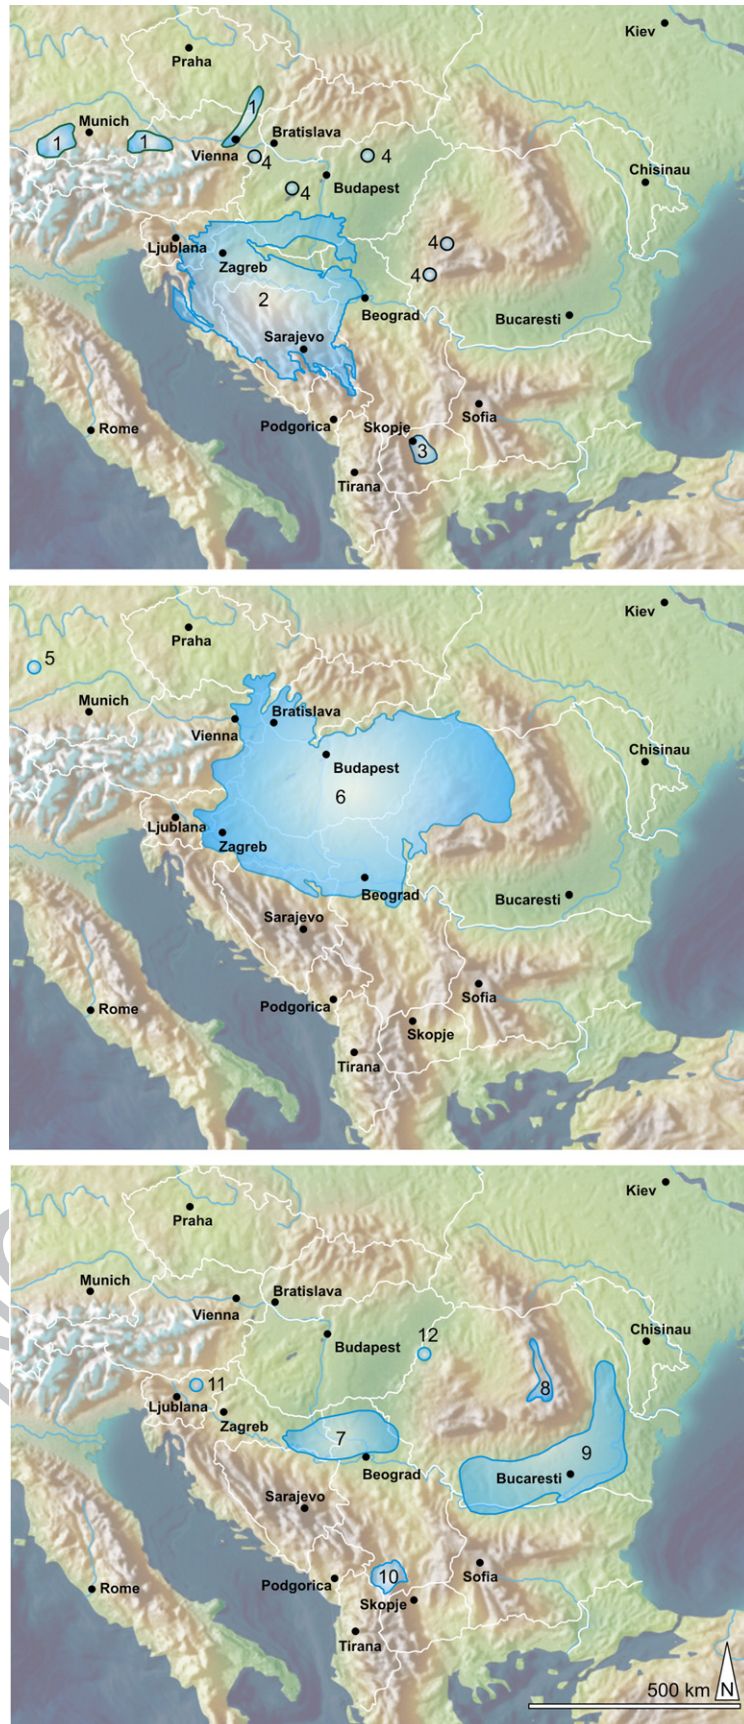 Kiev
Praha
Munich
1
1
1
Vienna
Bratislava
4
4
4
Budapest
Chisinau
Ljublana
Zagreb
4
4
2
Beograd
Bucaresti
Sarajevo
Rome
Podgorica
Skopje
Sofia
3
Tirana
Kiev
Praha
5
Munich
Vienna
Bratislava
Budapest
Chisinau
6
Ljublana
Zagreb
Beograd
Bucaresti
Sarajevo
Rome
Podgorica
Sofia
Skopje
Tirana
Kiev
Praha
Munich
Vienna
Bratislava
Budapest
12
Chisinau
11
8
Ljublana
Zagreb
7
9
Beograd
Bucaresti
Sarajevo
Rome
Podgorica
10
Skopje
Sofia
Tirana
500 km
N